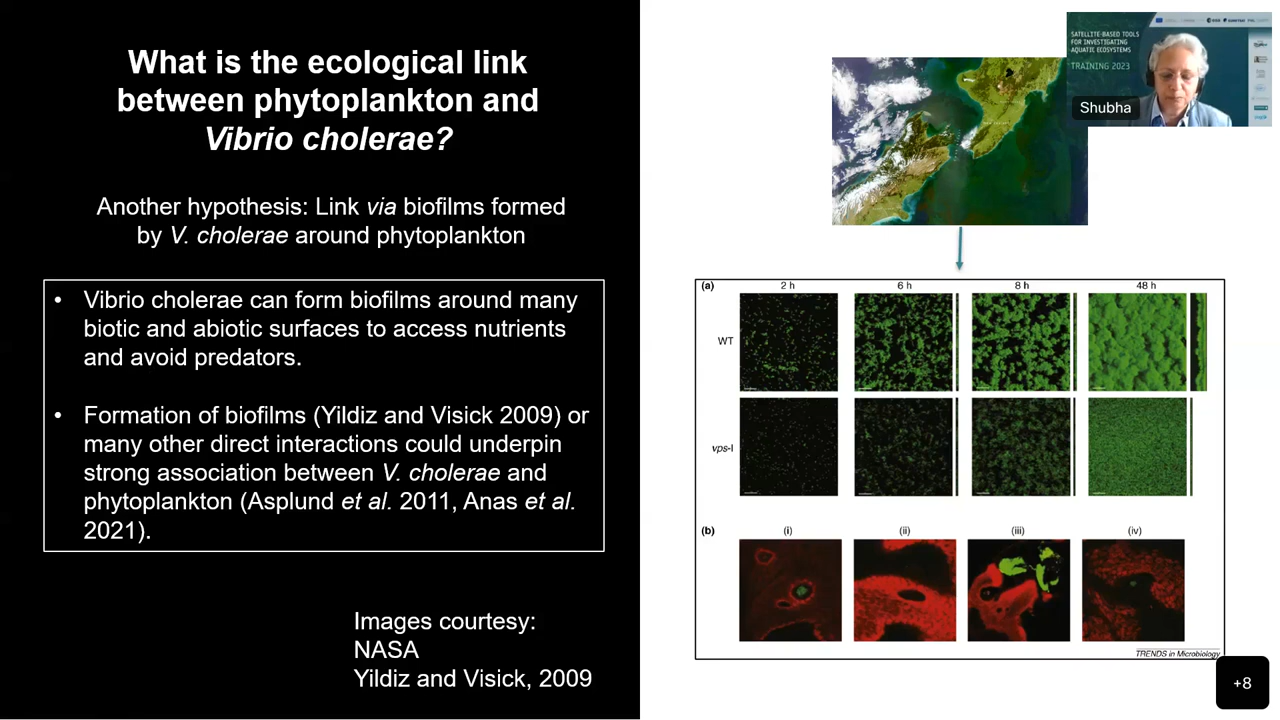 What is the ecological link
between phytoplankton and
Vibrio cholerae?
Another hypothesis: Link via biofilms formed
by V. cholerae around phytoplankton
• Vibrio cholerae can form biofilms around many
biotic and abiotic surfaces to access nutrients
and avoid predators.
• Formation of biofilms (Yildiz and Visick 2009) or
many other direct interactions could underpin
strong association between V. cholerae and
phytoplankton (Asplund et al. 2011, Anas et al.
2021).
Images courtesy:
NASA
Yildiz and Visick, 2009
SATELLITE-BASED TOOLS
FOR INVESTIGATING
AQUATIC ECOSYSTEMS
TRAINING 2023
Shubha
(a) 2 h 6 h 8 h 48 h
WT
vps-I
(b) (i) (ii) (iii) (iv)
TRENDS in Microbiology
+8